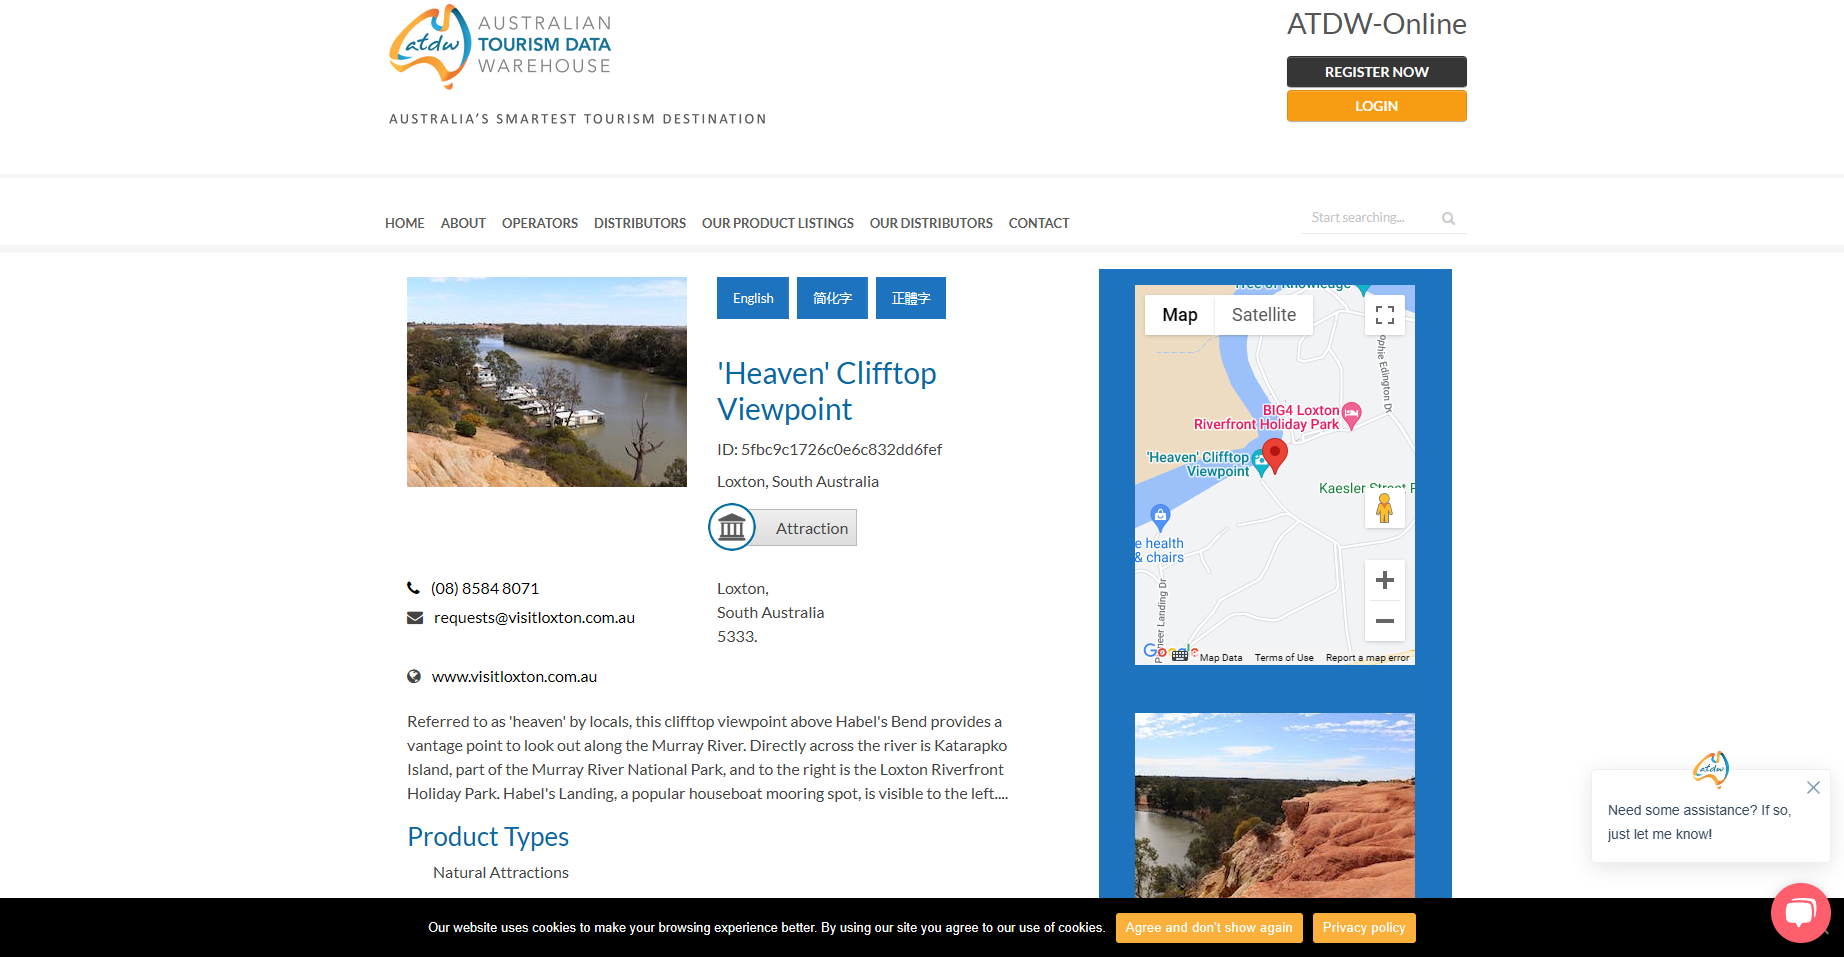 atdw
AUSTRALIAN
TOURISM DATA
WAREHOUSE
AUSTRALIA'S SMARTEST TOURISM DESTINATION
ATDW-Online
REGISTER NOW
LOGIN
HOME ABOUT OPERATORS DISTRIBUTORS OUR PRODUCT LISTINGS OUR DISTRIBUTORS CONTACT
Start searching...
English 简化字 正體字
'Heaven' Clifftop
Viewpoint
ID: 5fbc9c1726c0e6c832dd6fef
Loxton, South Australia
Attraction
(08) 8584 8071
requests@visitloxton.com.au
Loxton,
South Australia
5333.
www.visitloxton.com.au
Referred to as 'heaven' by locals, this clifftop viewpoint above Habel's Bend provides a
vantage point to look out along the Murray River. Directly across the river is Katarapko
Island, part of the Murray River National Park, and to the right is the Loxton Riverfront
Holiday Park. Habel's Landing, a popular houseboat mooring spot, is visible to the left....
Product Types
Natural Attractions
Tree of Knowledge
Map Satellite
ophie Edington Dr
BIG4 Loxton
Riverfront Holiday Park
'Heaven' Clifftop
Viewpoint
Kaesler Street
e health
& chairs
Landing Dr
Google
Map Data Terms of Use Report a map error
atdw
Need some assistance? If so,
just let me know!
Our website uses cookies to make your browsing experience better. By using our site you agree to our use of cookies. Agree and don't show again Privacy policy